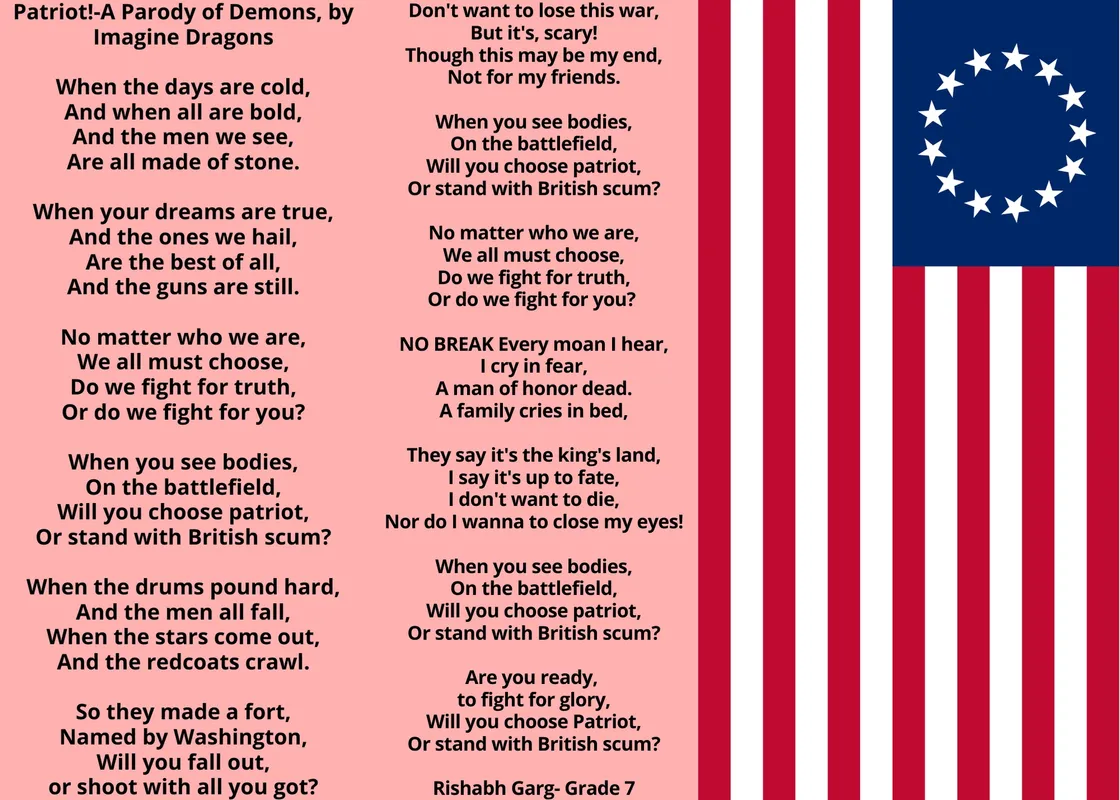 Patriot!-A Parody of Demons, by
Imagine Dragons
When the days are cold,
And when all are bold,
And the men we see,
Are all made of stone.
When your dreams are true,
And the ones we hail,
Are the best of all,
And the guns are still.
No matter who we are,
We all must choose,
Do we fight for truth,
Or do we fight for you?
When you see bodies,
On the battlefield,
Will you choose patriot,
Or stand with British scum?
When the drums pound hard,
And the men all fall,
When the stars come out,
And the redcoats crawl.
So they made a fort,
Named by Washington,
Will you fall out,
or shoot with all you got?
Don't want to lose this war,
But it's, scary!
Though this may be my end,
Not for my friends.
When you see bodies,
On the battlefield,
Will you choose patriot,
Or stand with British scum?
No matter who we are,
We all must choose,
Do we fight for truth,
Or do we fight for you?
NO BREAK Every moan I hear,
I cry in fear,
A man of honor dead.
A family cries in bed,
They say it's the king's land,
I say it's up to fate,
I don't want to die,
Nor do I wanna to close my eyes!
When you see bodies,
On the battlefield,
Will you choose patriot,
Or stand with British scum?
Are you ready,
to fight for glory,
Will you choose Patriot,
Or stand with British scum?
Rishabh Garg- Grade 7